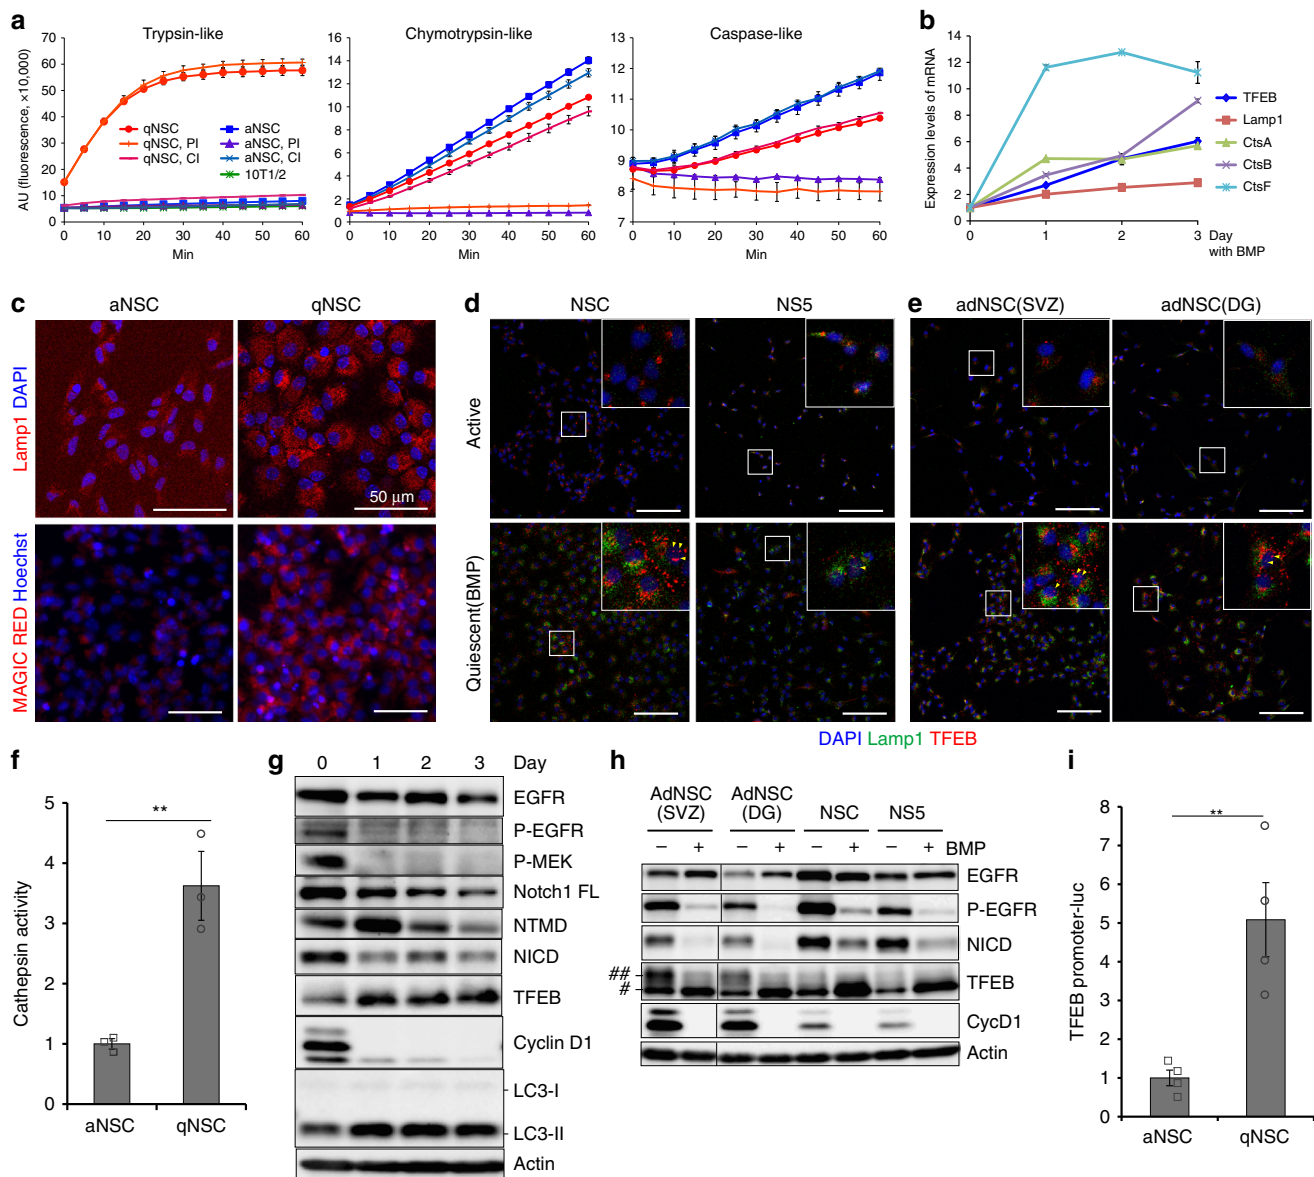 a
Trypsin-like
Chymotrypsin-like
Caspase-like
AU (fluorescence, ×10,000)
70
60
50
40
30
20
10
0
0 10 20 30 40 50 60
Min
qNSC
qNSC, PI
qNSC, CI
aNSC
aNSC, PI
aNSC, CI
10T1/2
16
14
12
10
8
6
4
2
0
0 10 20 30 40 50 60
Min
13
12
11
10
9
8
7
0 10 20 30 40 50 60
Min
b
Expression levels of mRNA
14
12
10
8
6
4
2
0
0 1 2 3
Day
with BMP
TFEB
Lamp1
CtsA
CtsB
CtsF
c
aNSC
qNSC
Lamp1 DAPI
50 μm
MAGIC RED Hoechst
d
NSC
NS5
Active
Quiescent(BMP)
e
adNSC(SVZ)
adNSC(DG)
DAPI Lamp1 TFEB
f
Cathepsin activity
5
4
3
2
1
0
**
aNSC
qNSC
g
0 1 2 3 Day
EGFR
P-EGFR
P-MEK
Notch1 FL
NTMD
NICD
TFEB
Cyclin D1
LC3-I
LC3-II
Actin
h
AdNSC
(SVZ)
AdNSC
(DG)
NSC
NS5
− + − + − + − + BMP
EGFR
P-EGFR
NICD
##
#
TFEB
CycD1
Actin
i
TFEB promoter-luc
8
7
6
5
4
3
2
1
0
**
aNSC
qNSC